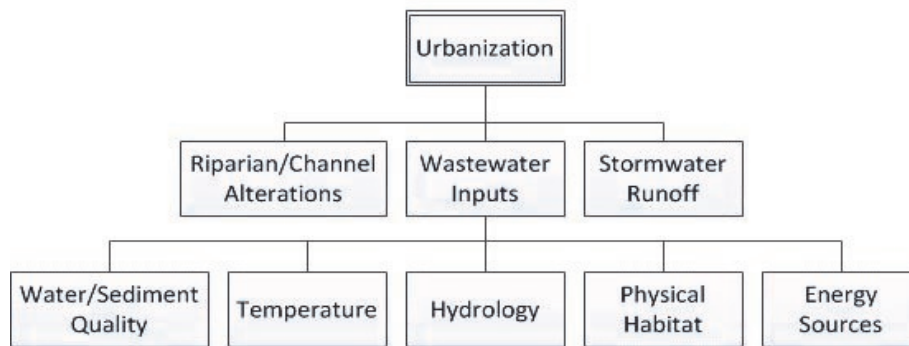 Urbanization
Riparian/Channel
Alterations
Wastewater
Inputs
Stormwater
Runoff
Water/Sediment
Quality
Temperature
Hydrology
Physical
Habitat
Energy
Sources